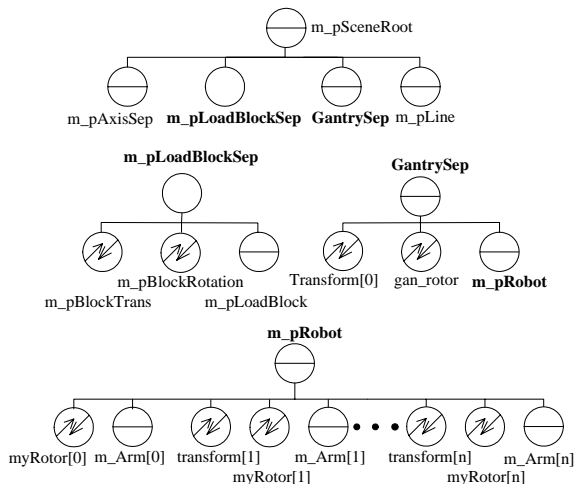 m_pSceneRoot
m_pAxisSep
m_pLoadBlockSep
GantrySep
m_pLine
m_pLoadBlockSep
GantrySep
m_pBlockTrans
m_pBlockRotation
m_pLoadBlock
Transform[0]
gan_rotor
m_pRobot
m_pRobot
myRotor[0]
m_Arm[0]
transform[1]
myRotor[1]
m_Arm[1]
transform[n]
myRotor[n]
m_Arm[n]